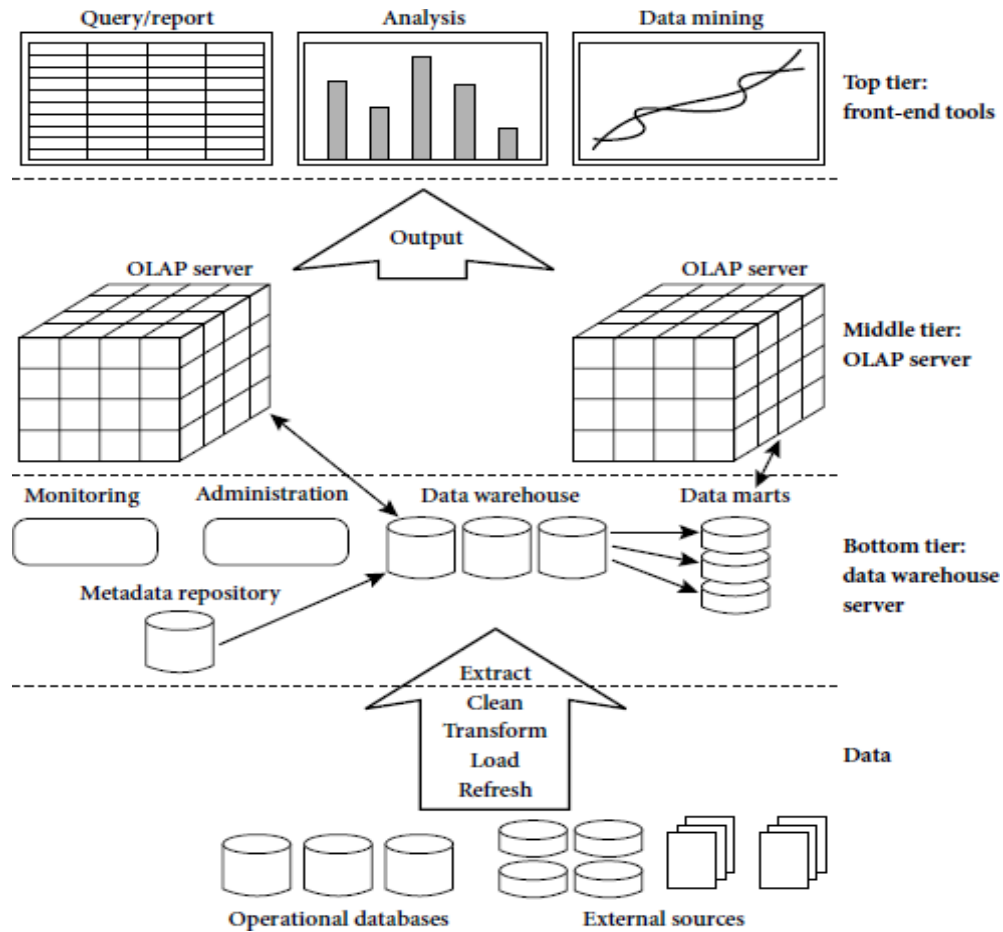 Query/report
Analysis
Data mining
Top tier:
front-end tools
Output
OLAP server
OLAP server
Middle tier:
OLAP server
Monitoring
Administration
Data warehouse
Data marts
Bottom tier:
data warehouse
server
Metadata repository
Extract
Clean
Transform
Load
Refresh
Data
Operational databases
External sources